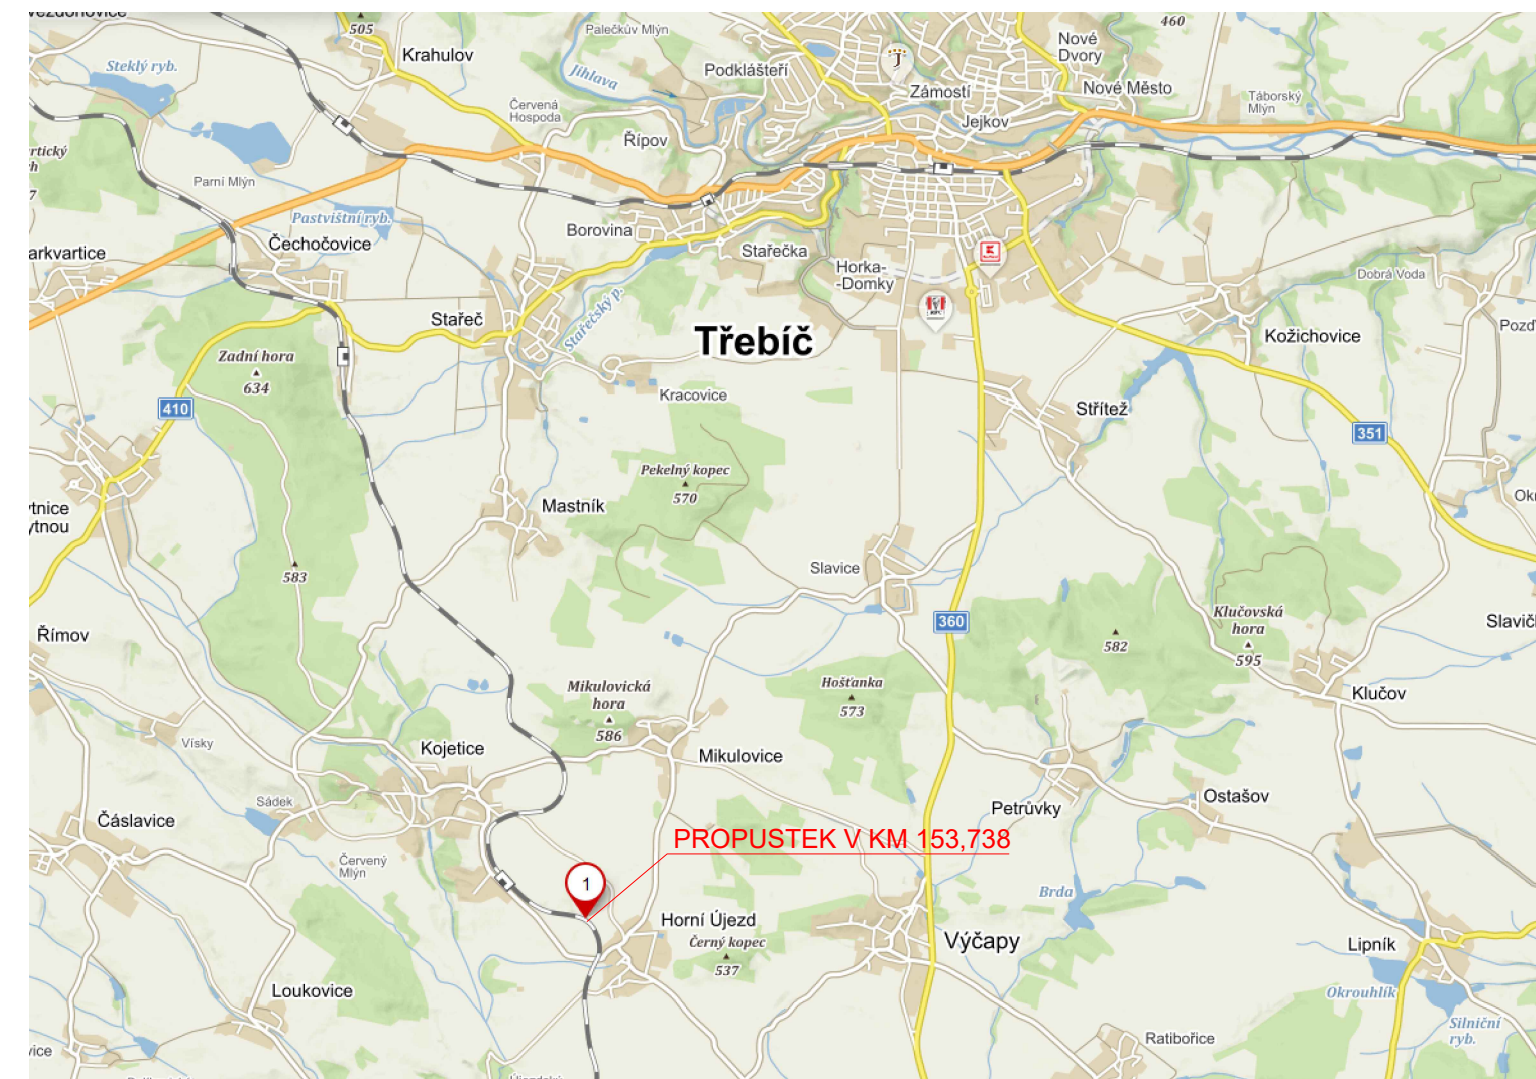 505
Krahulov
Palečkův Mlýn
460
Nové
Dvory
Steklý ryb.
Jihlava
Podklášteří
Zámostí
Nové Město
Táborský
Mlýn
Červená
Hospoda
Jejkov
Řípov
Parní Mlýn
Pastvištní ryb.
Čechočovice
Borovina
Stařečka
Horka-
-Domky
Dobrá Voda
Stařeč
Stařečský p.
Třebíč
Kožichovice
Zadní hora
634
410
Kracovice
Střítež
351
Pekelný kopec
570
Mastník
583
Slavice
360
Klučovská
hora
595
582
Římov
Mikulovická
hora
586
Hošťanka
573
Klučov
Vísky
Kojetice
Mikulovice
Sádek
Petrůvky
Ostašov
Čáslavice
PROPUSTEK V KM 153,738
Červený
Mlýn
1
Brda
Horní Újezd
Černý kopec
537
Výčapy
Lipník
Loukovice
Okrouhlík
Silniční
ryb.
Ratibořice